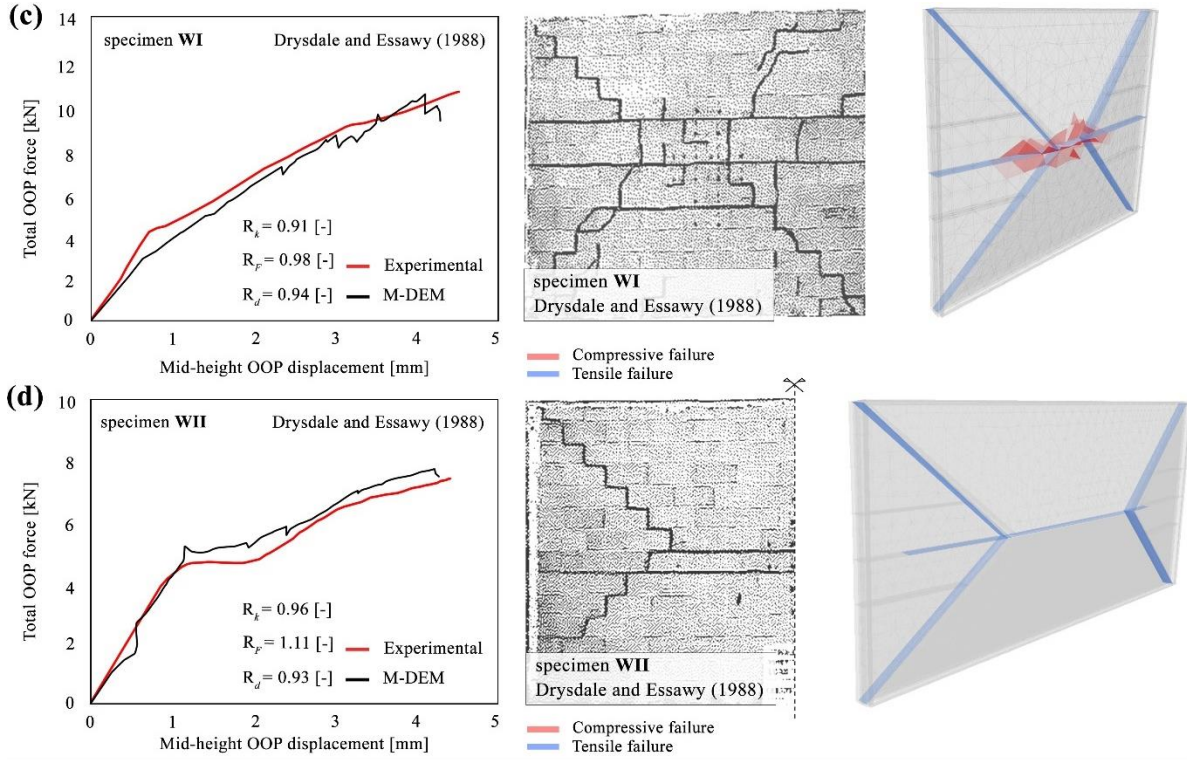 (c)
14
12
10
8
6
4
2
0
Total OOP force [kN]
specimen WI
Drysdale and Essawy (1988)
R_k = 0.91 [-]
R_F = 0.98 [-]
R_d = 0.94 [-]
Experimental
M-DEM
0 1 2 3 4 5
Mid-height OOP displacement [mm]
specimen WI
Drysdale and Essawy (1988)
Compressive failure
Tensile failure
(d)
10
8
6
4
2
0
Total OOP force [kN]
specimen WII
Drysdale and Essawy (1988)
R_k = 0.96 [-]
R_F = 1.11 [-]
R_d = 0.93 [-]
Experimental
M-DEM
0 1 2 3 4 5
Mid-height OOP displacement [mm]
specimen WII
Drysdale and Essawy (1988)
Compressive failure
Tensile failure